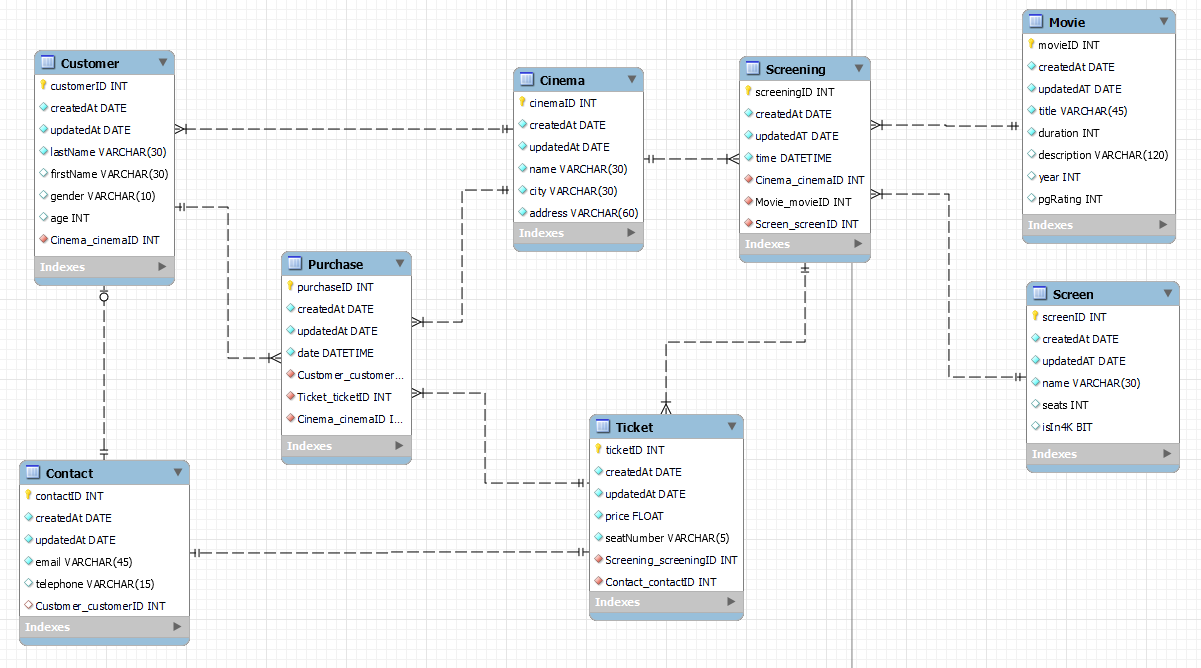 Customer
customerID INT
createdAt DATE
updatedAt DATE
lastName VARCHAR(30)
firstName VARCHAR(30)
gender VARCHAR(10)
age INT
Cinema_cinemaID INT
Indexes
Cinema
cinemaID INT
createdAt DATE
updatedAt DATE
name VARCHAR(30)
city VARCHAR(30)
address VARCHAR(60)
Indexes
Screening
screeningID INT
createdAt DATE
updatedAT DATE
time DATETIME
Cinema_cinemaID INT
Movie_movieID INT
Screen_screenID INT
Indexes
Movie
movieID INT
createdAt DATE
updatedAT DATE
title VARCHAR(45)
duration INT
description VARCHAR(120)
year INT
pgRating INT
Indexes
Purchase
purchaseID INT
createdAt DATE
updatedAt DATE
date DATETIME
Customer_customer...
Ticket_ticketID INT
Cinema_cinemaID I...
Indexes
Screen
screenID INT
createdAt DATE
updatedAT DATE
name VARCHAR(30)
seats INT
isIn4K BIT
Indexes
Contact
contactID INT
createdAt DATE
updatedAt DATE
email VARCHAR(45)
telephone VARCHAR(15)
Customer_customerID INT
Indexes
Ticket
ticketID INT
createdAt DATE
updatedAt DATE
price FLOAT
seatNumber VARCHAR(5)
Screening_screeningID INT
Contact_contactID INT
Indexes